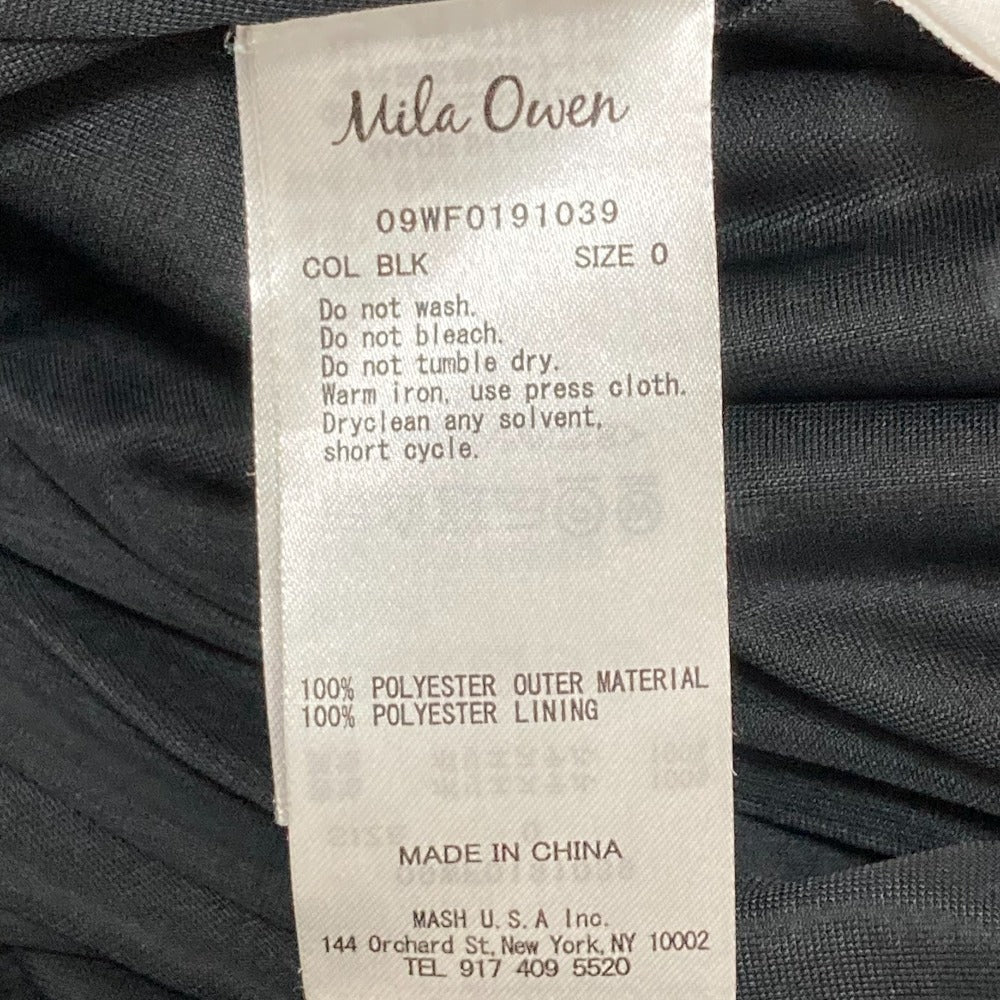 Mila Owen
09WF0191039
COL BLK SIZE 0
Do not wash.
Do not bleach.
Do not tumble dry.
Warm iron, use press cloth.
Dryclean any solvent,
short cycle.
100% POLYESTER OUTER MATERIAL
100% POLYESTER LINING
MADE IN CHINA
MASH U.S.A Inc.
144 Orchard St, New York, NY 10002
TEL 917 409 5520